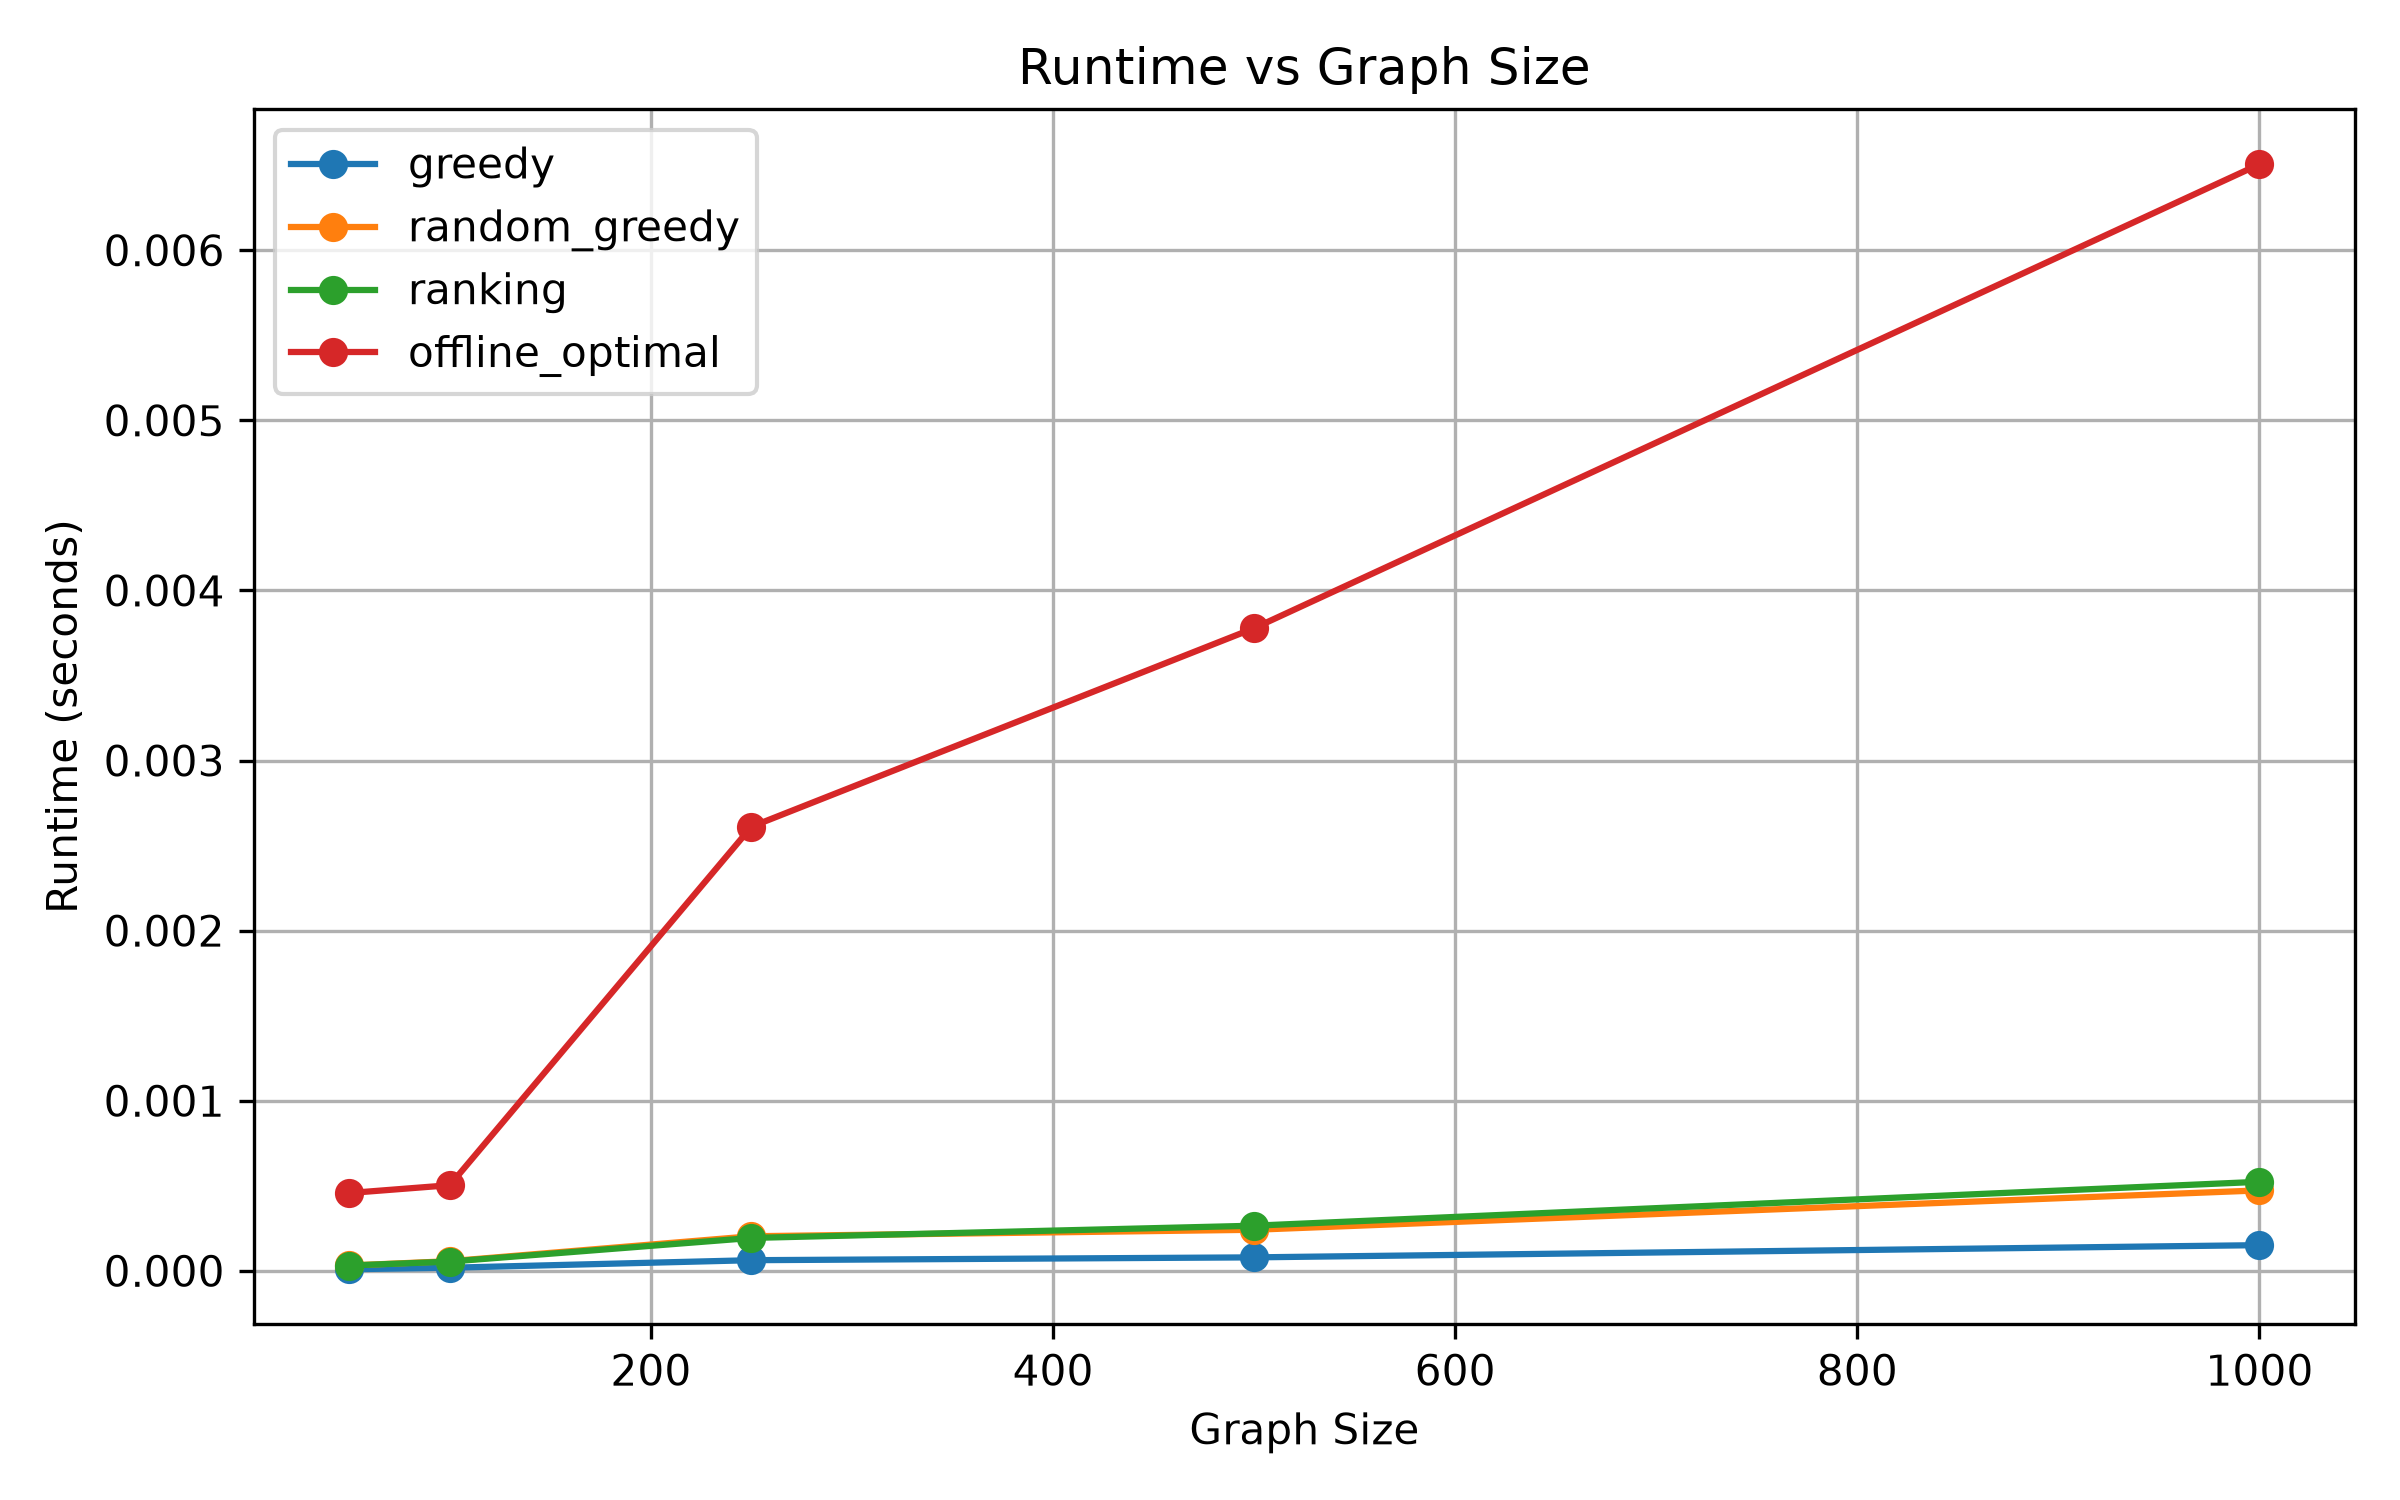 Runtime vs Graph Size
greedy
random_greedy
ranking
offline_optimal
0.006
0.005
0.004
0.003
0.002
0.001
0.000
Runtime (seconds)
200 400 600 800 1000
Graph Size